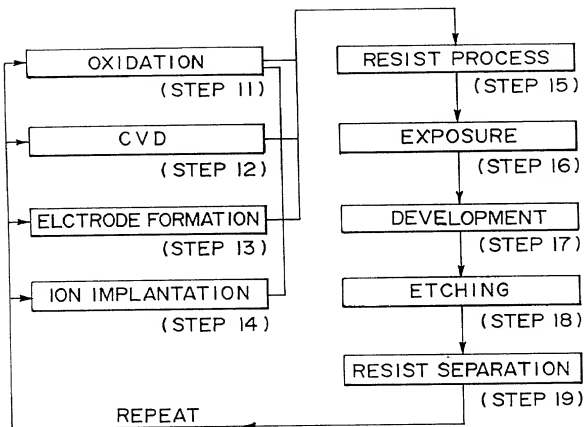 OXIDATION
(STEP 11)
CVD
(STEP 12)
ELCTRODE FORMATION
(STEP 13)
ION IMPLANTATION
(STEP 14)
RESIST PROCESS
(STEP 15)
EXPOSURE
(STEP 16)
DEVELOPMENT
(STEP 17)
ETCHING
(STEP 18)
RESIST SEPARATION
(STEP 19)
REPEAT